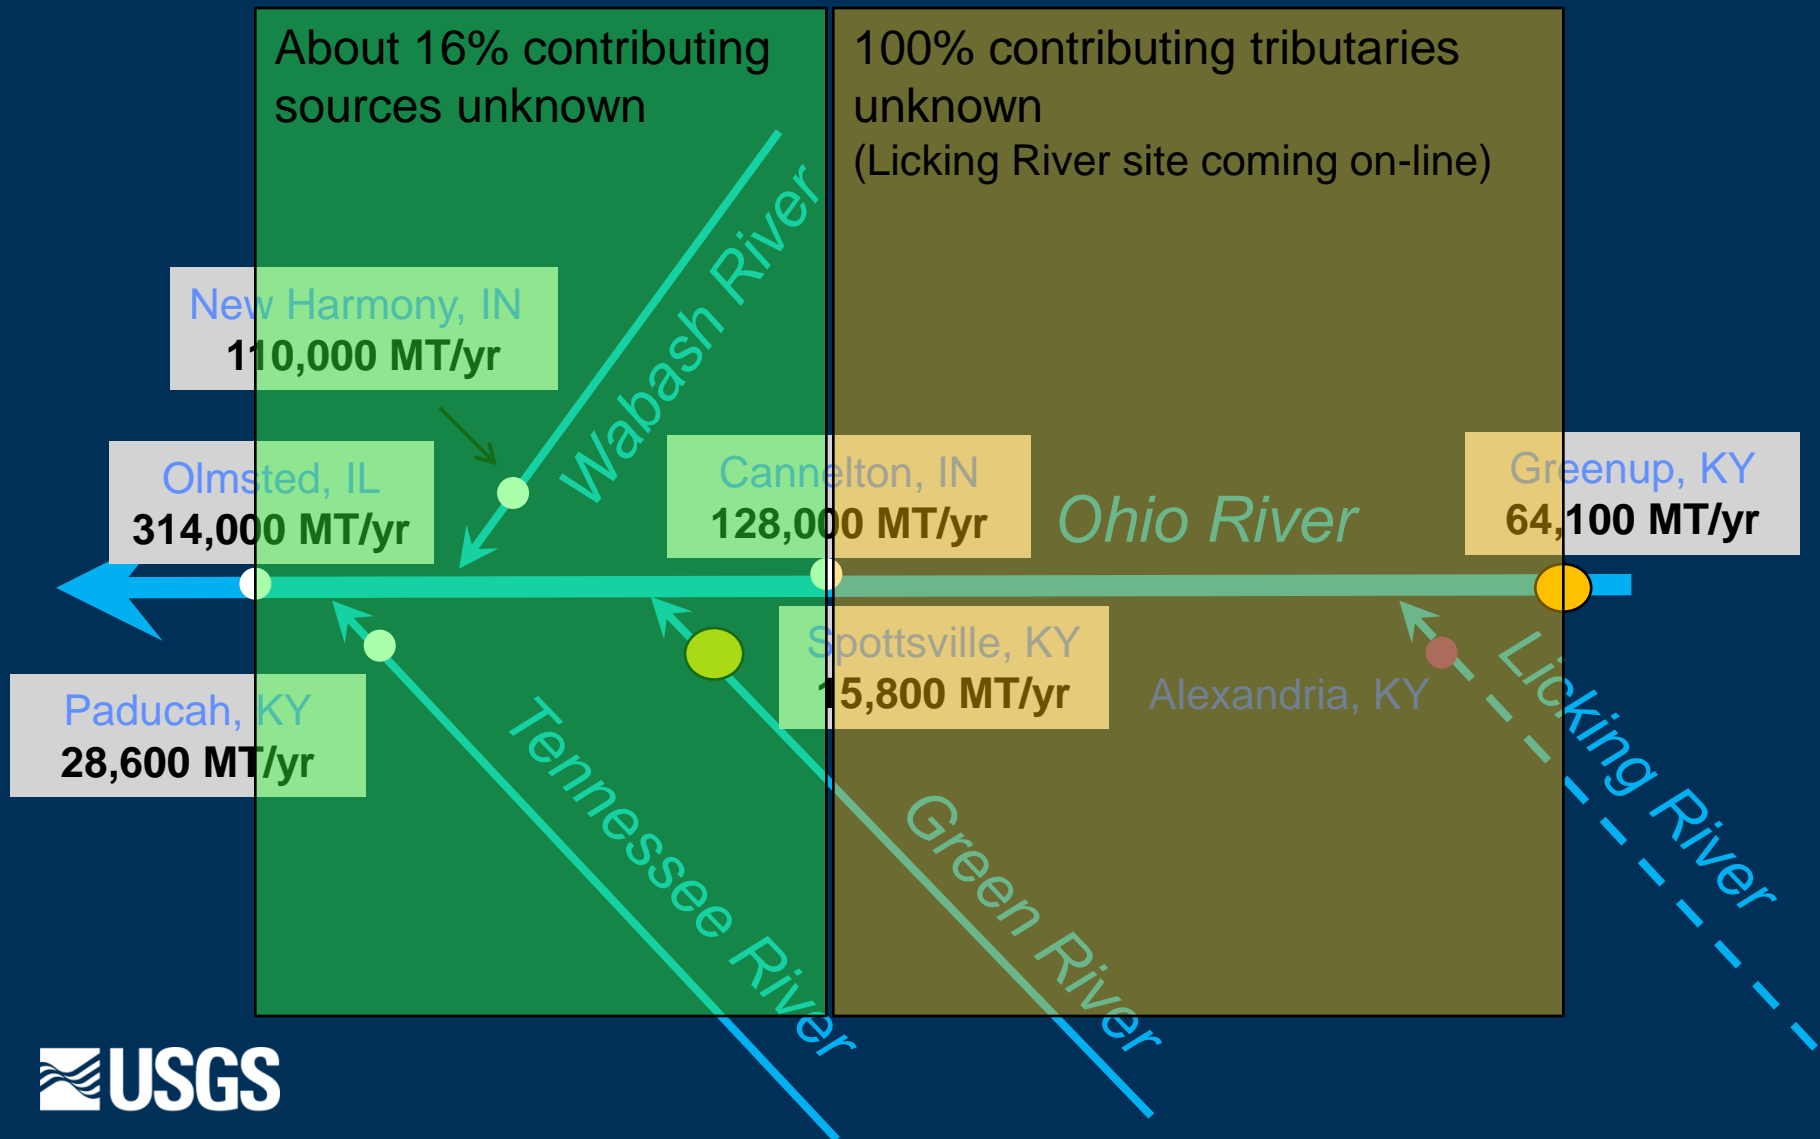 About 16% contributing
sources unknown
100% contributing tributaries
unknown
(Licking River site coming on-line)
Wabash River
New Harmony, IN
110,000 MT/yr
Olmsted, IL
314,000 MT/yr
Cannelton, IN
128,000 MT/yr
Ohio River
Greenup, KY
64,100 MT/yr
Spottsville, KY
15,800 MT/yr
Alexandria, KY
Licking River
Paducah, KY
28,600 MT/yr
Tennessee River
Green River
USGS